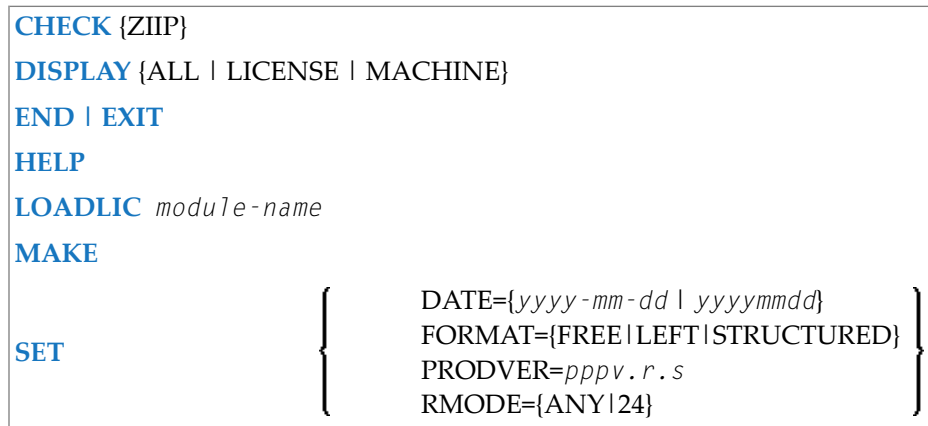 CHECK {ZIIP}
DISPLAY {ALL | LICENSE | MACHINE}
END | EXIT
HELP
LOADLIC module-name
MAKE
SET
DATE={yyyy-mm-dd | yyyymmdd}
FORMAT={FREE|LEFT|STRUCTURED}
PRODVER=pppv.r.s
RMODE={ANY|24}